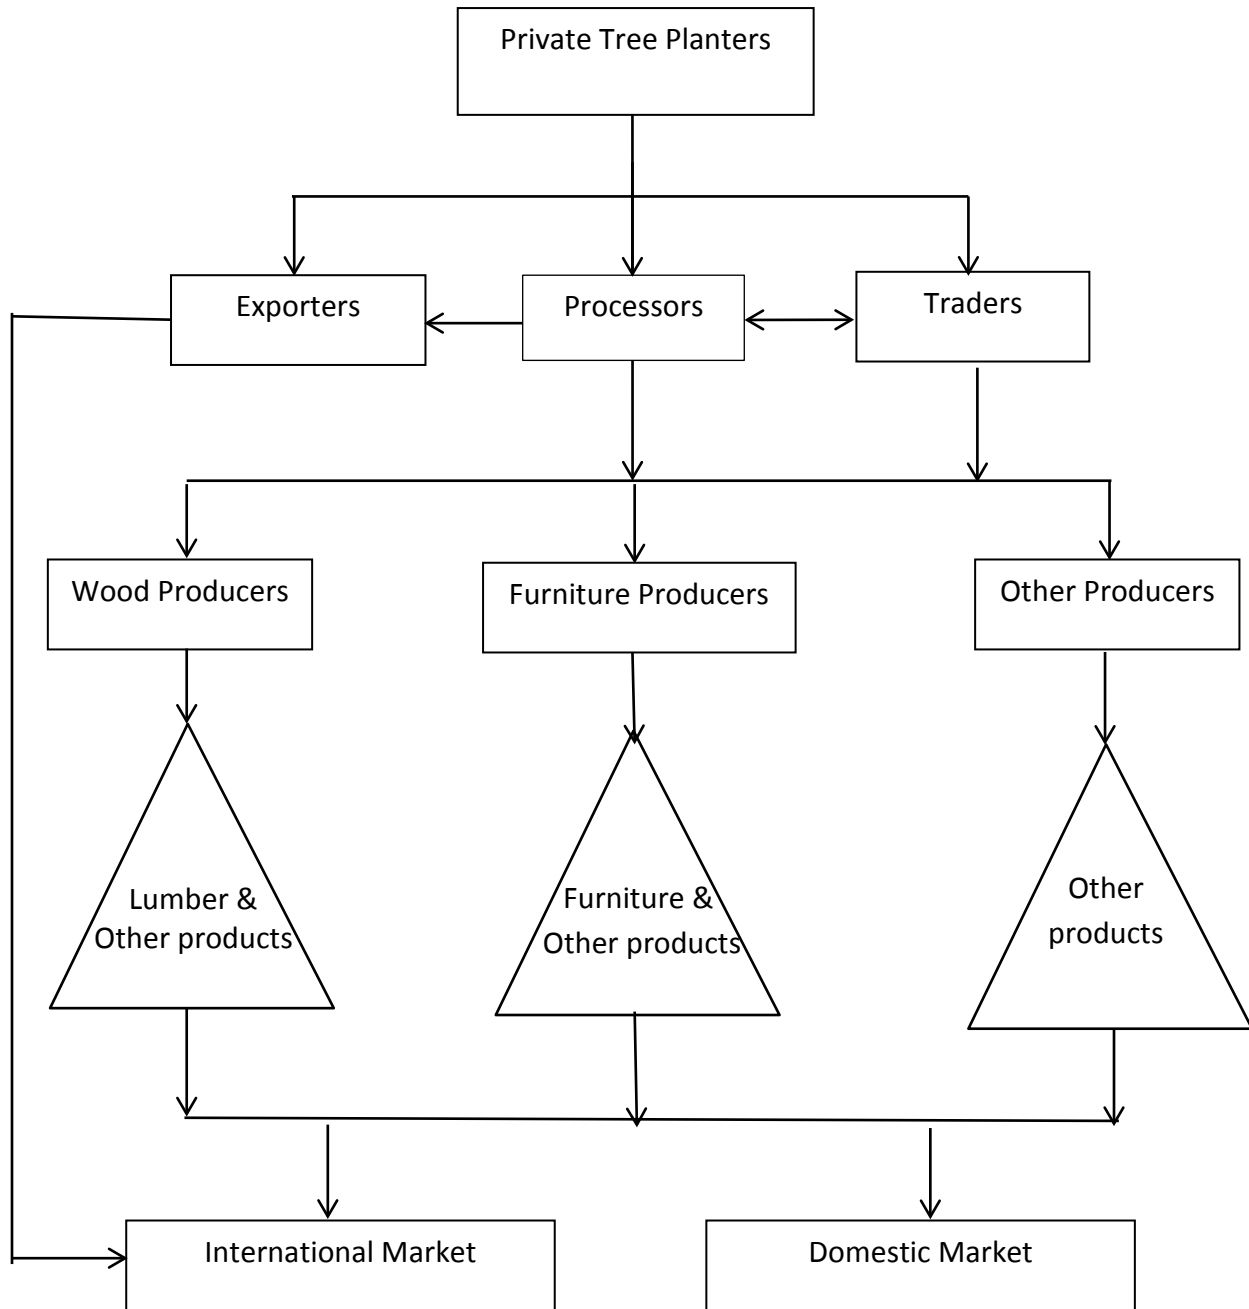 Private Tree Planters
Exporters
Processors
Traders
Wood Producers
Furniture Producers
Other Producers
Lumber &
Other products
Furniture &
Other products
Other
products
International Market
Domestic Market